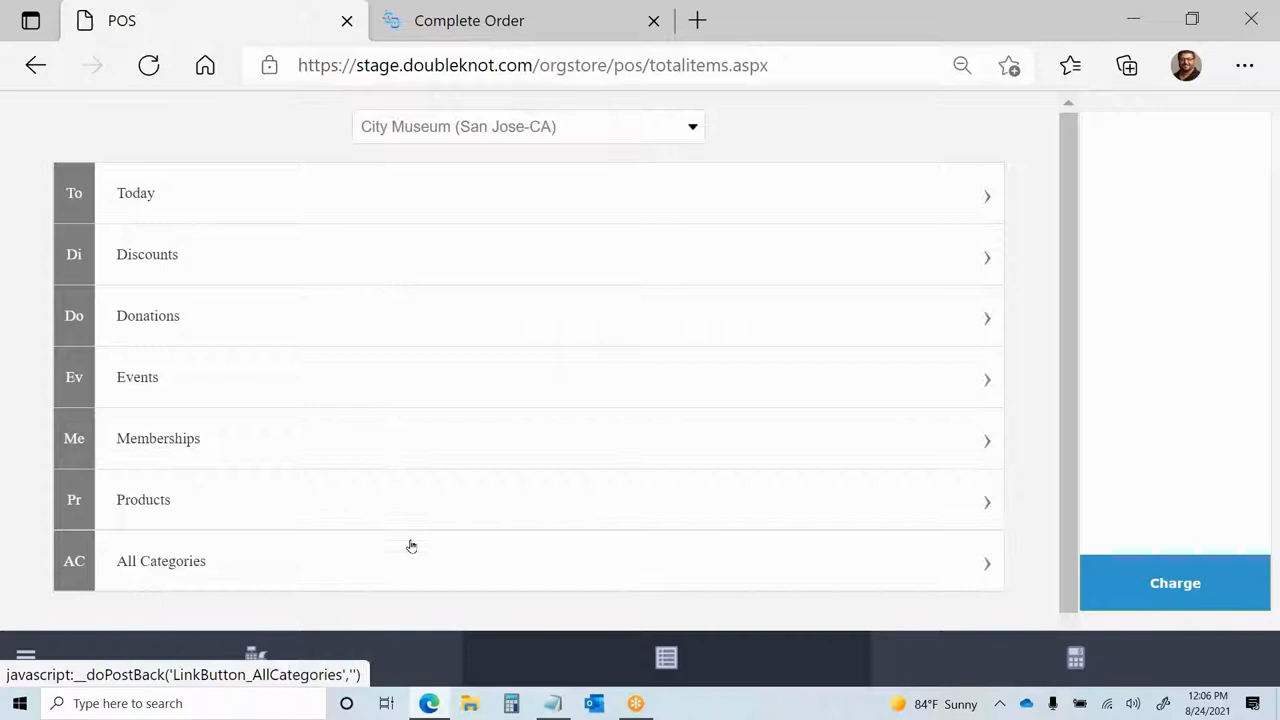 POS
Complete Order
https://stage.doubleknot.com/orgstore/pos/totalitems.aspx
City Museum (San Jose-CA)
To Today
Di Discounts
Do Donations
Ev Events
Me Memberships
Pr Products
AC All Categories
Charge
javascript:__doPostBack('LinkButton_AllCategories','')
Type here to search
84°F Sunny
12:06 PM
8/24/2021